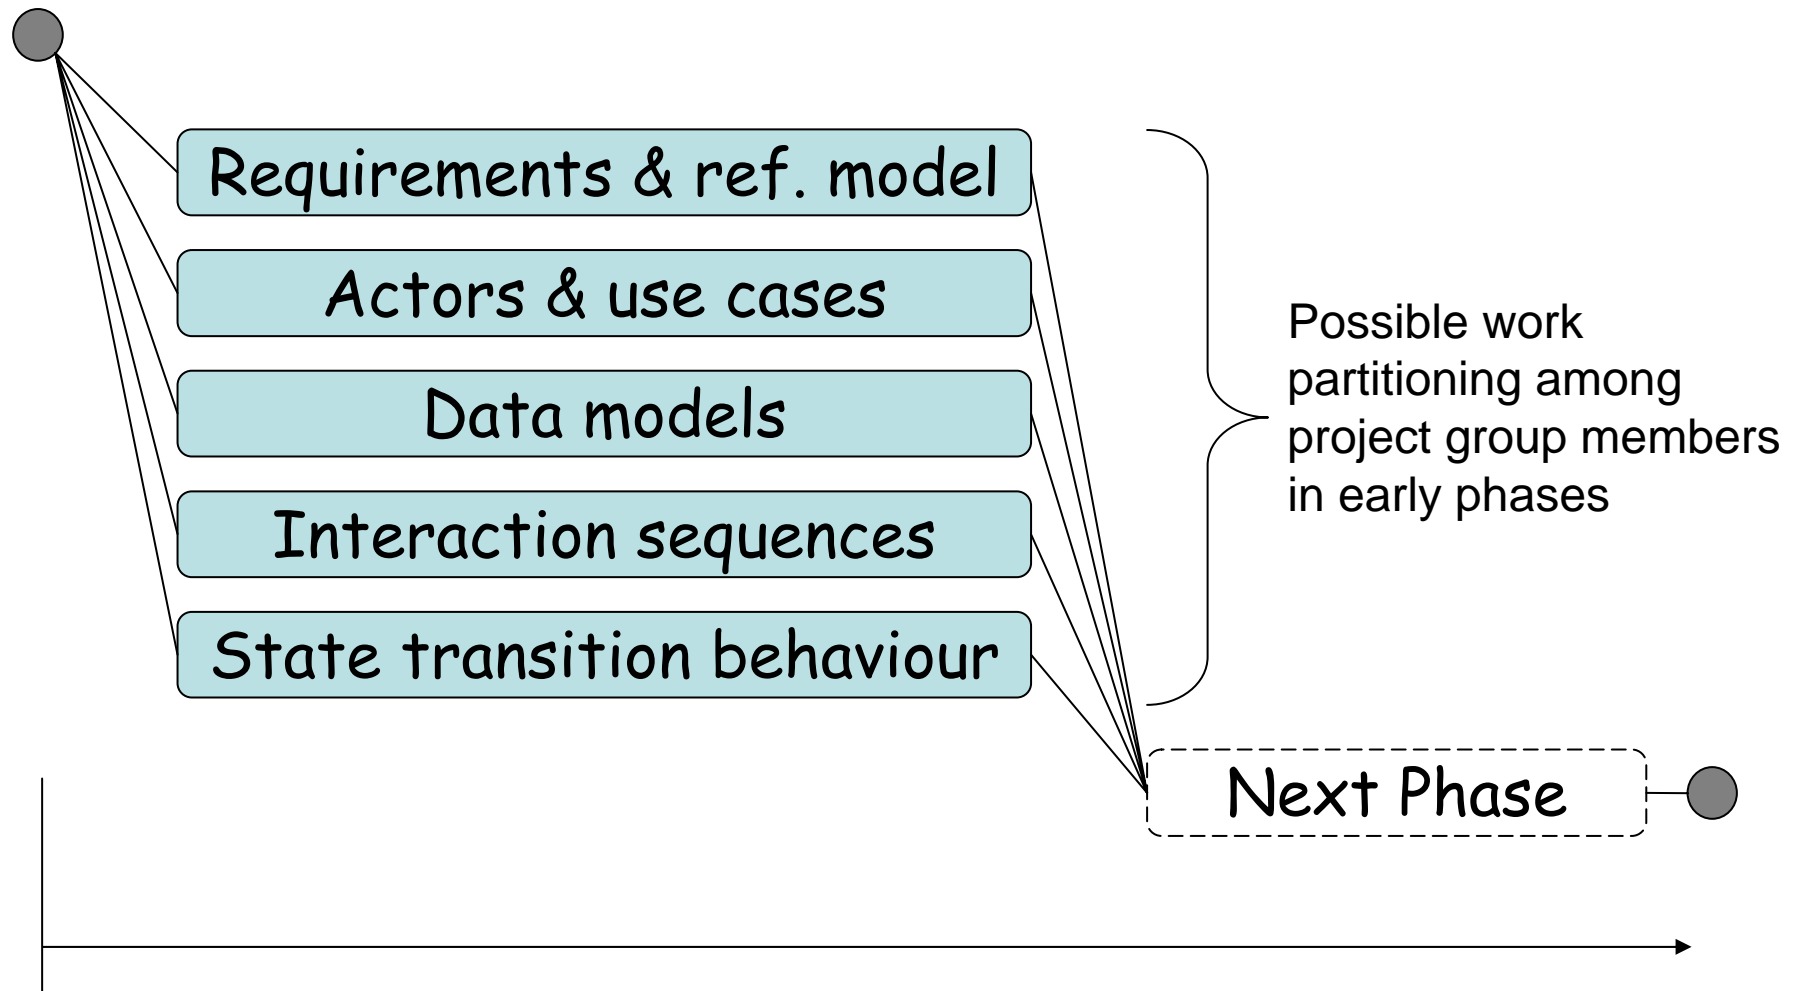 Requirements & ref. model
Actors & use cases
Data models
Interaction sequences
State transition behaviour
Possible work
partitioning among
project group members
in early phases
Next Phase